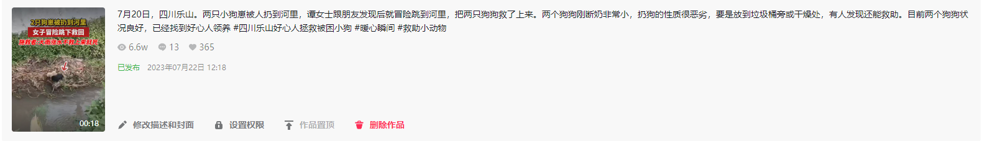 2只狗崽被扔到河里
女子冒险跳下救回
施救者:大雨涨水不救上来就死
00:18
7月20日，四川乐山。两只小狗崽被人扔到河里，谭女士跟朋友发现后就冒险跳到河里，把两只狗狗救了上来。两个狗狗刚断奶非常小，扔狗的性质很恶劣，要是放到垃圾桶旁或干燥处，有人发现还能救助。目前两个狗狗状
况良好，已经找到好心人领养 #四川乐山好心人拯救被困小狗 #暖心瞬间 #救助小动物
6.6w 13 365
已发布 2023年07月22日 12:18
修改描述和封面 设置权限 作品置顶 删除作品